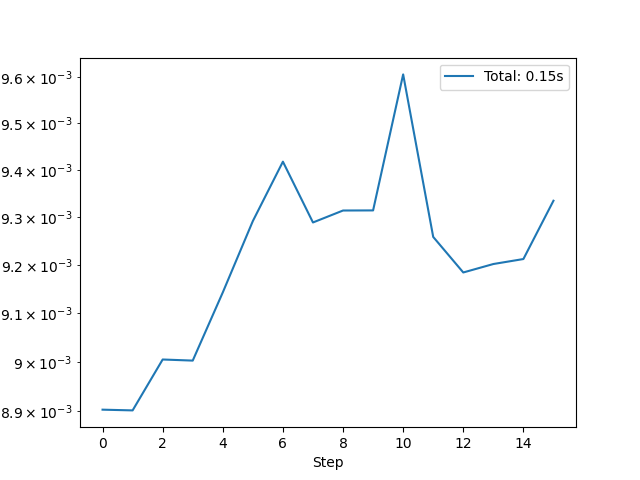 Total: 0.15s
9.6 × 10⁻³
9.5 × 10⁻³
9.4 × 10⁻³
9.3 × 10⁻³
9.2 × 10⁻³
9.1 × 10⁻³
9 × 10⁻³
8.9 × 10⁻³
0 2 4 6 8 10 12 14
Step